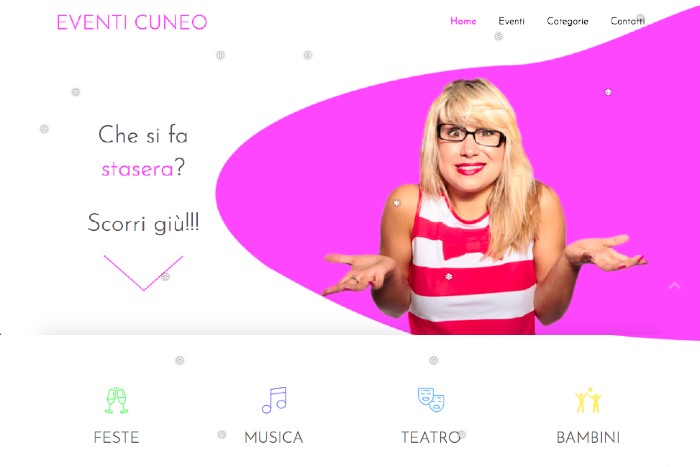 EVENTI CUNEO
Home Eventi Categorie Contatti
Che si fa
stasera?
Scorri giù!!!
FESTE MUSICA TEATRO BAMBINI